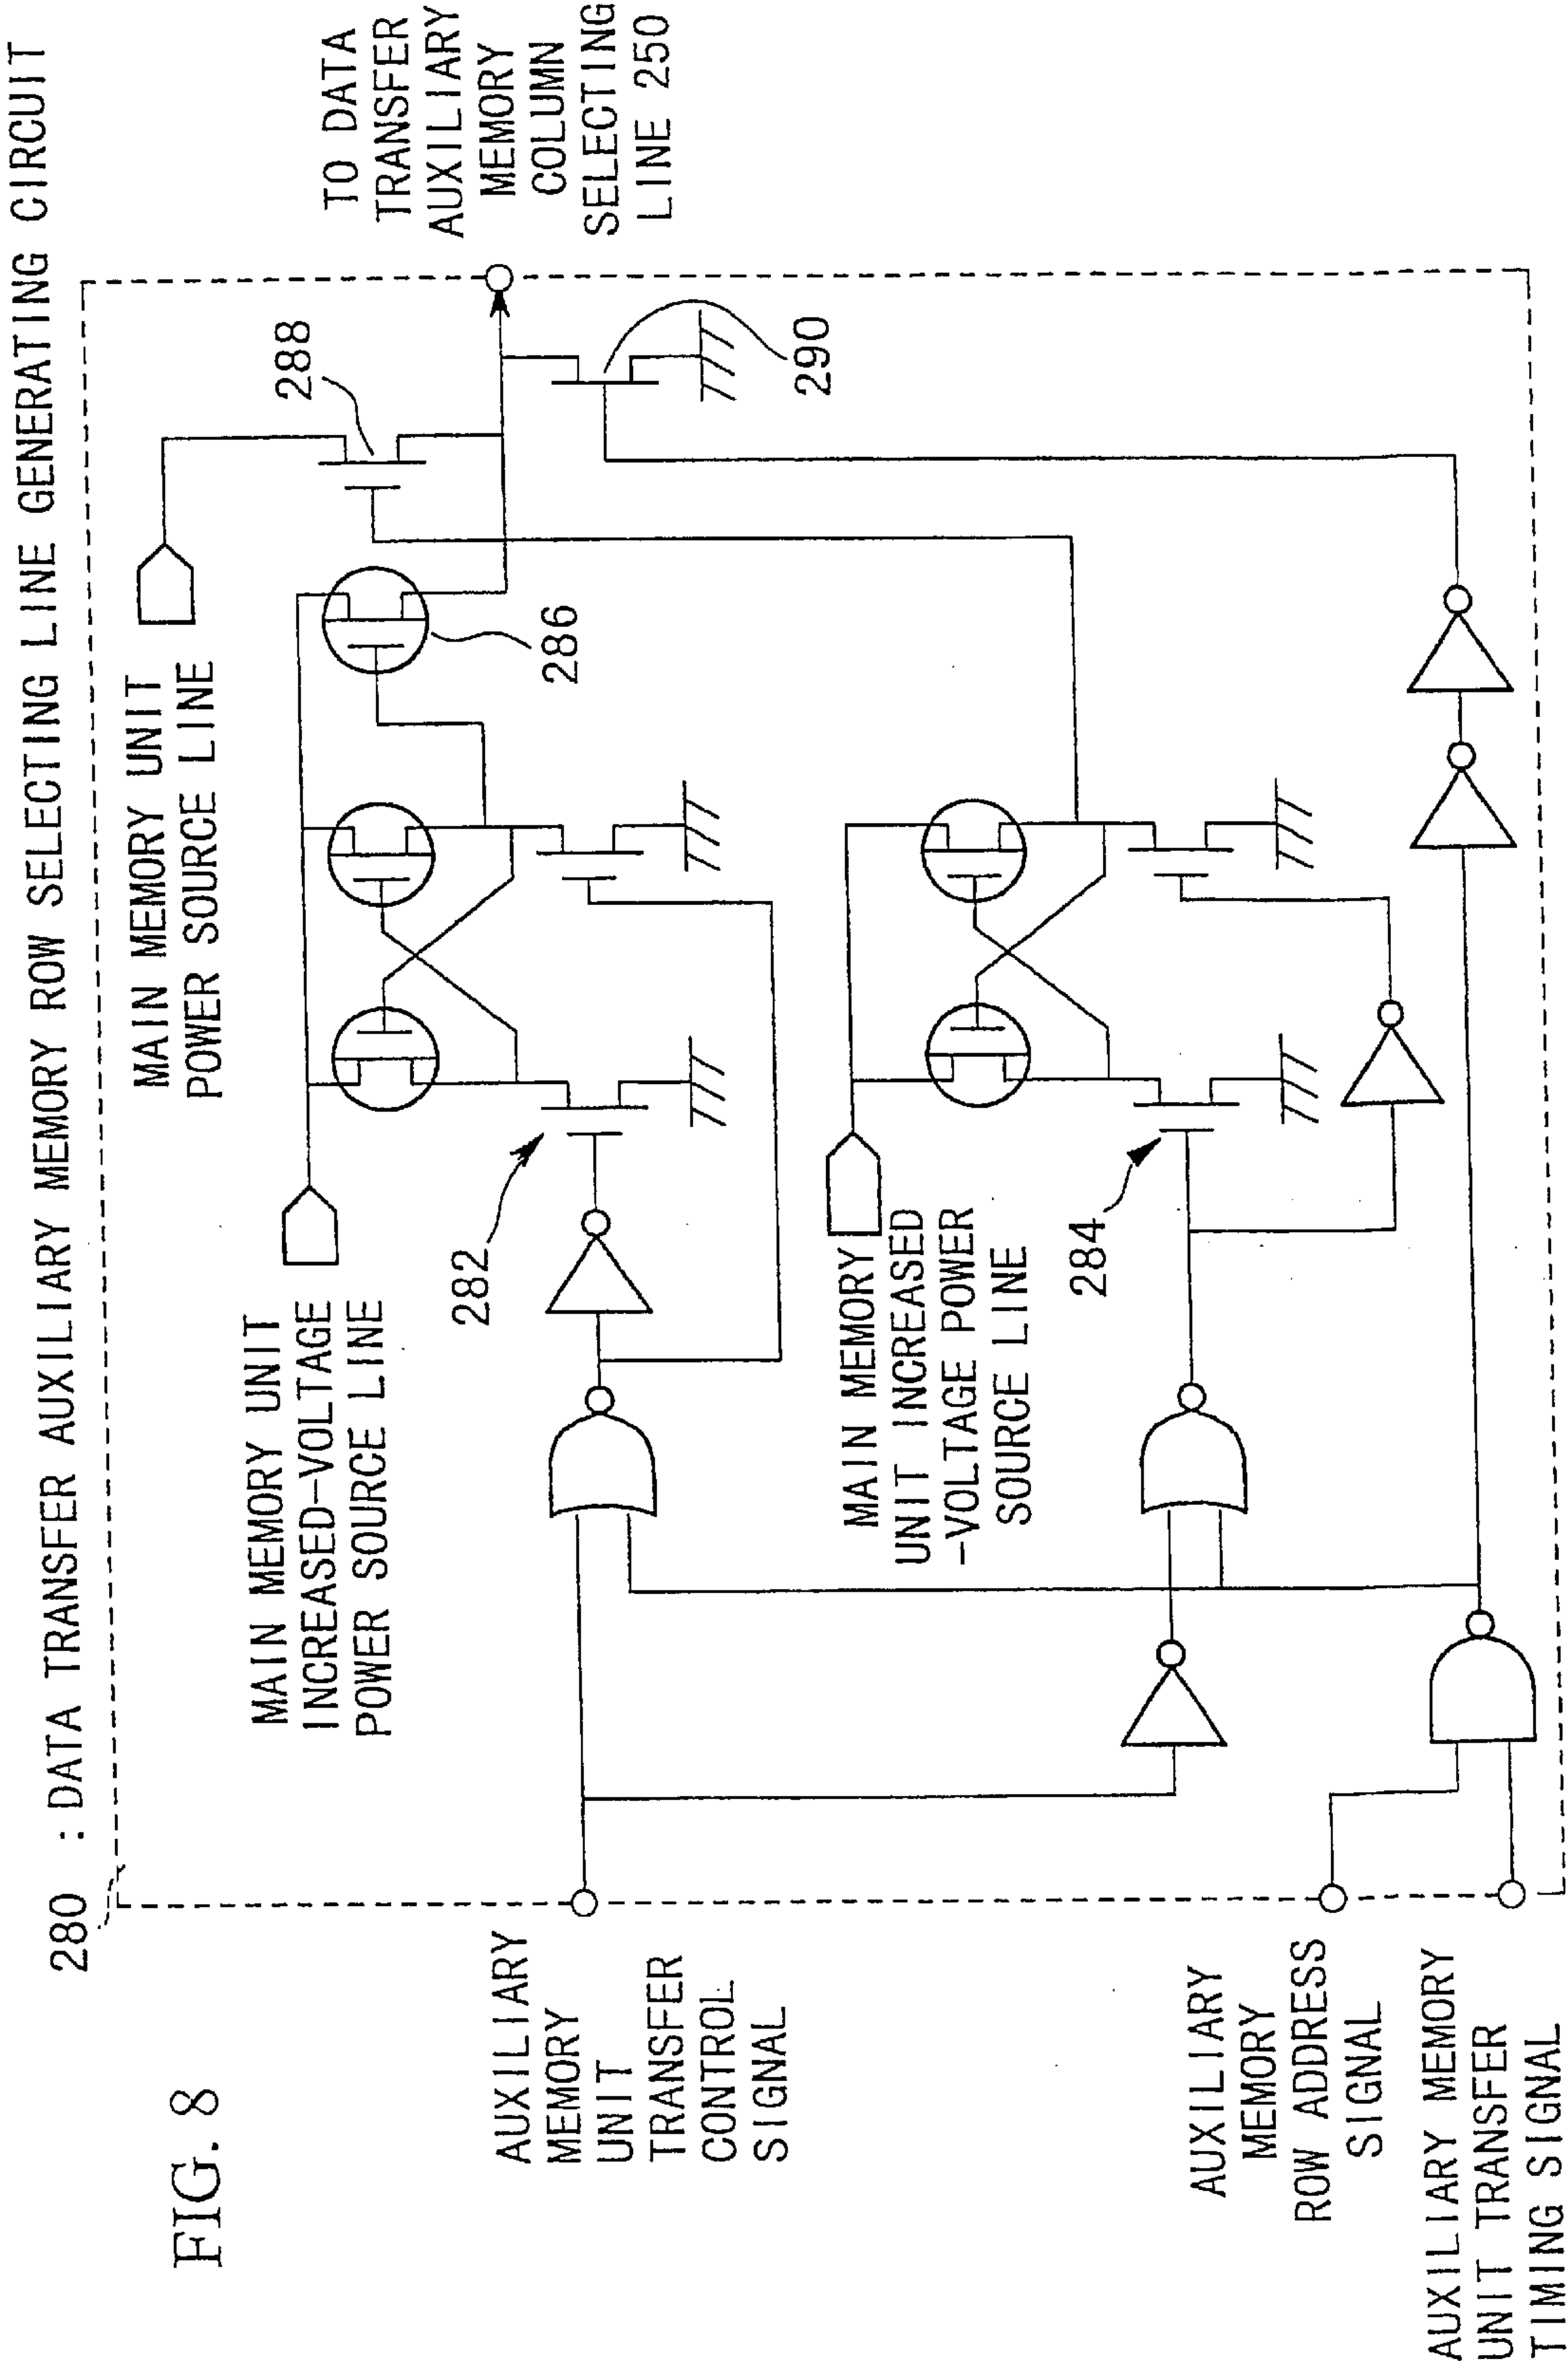 FIG. 8
280 : DATA TRANSFER AUXILIARY MEMORY ROW SELECTING LINE GENERATING CIRCUIT
MAIN MEMORY UNIT
POWER SOURCE LINE
288
TO DATA
TRANSFER
AUXILIARY
MEMORY
COLUMN
SELECTING
LINE 250
MAIN MEMORY UNIT
INCREASED-VOLTAGE
POWER SOURCE LINE
282
286
290
AUXILIARY
MEMORY
UNIT
TRANSFER
CONTROL
SIGNAL
MAIN MEMORY
UNIT INCREASED
-VOLTAGE POWER
SOURCE LINE
284
AUXILIARY
MEMORY
ROW ADDRESS
SIGNAL
AUXILIARY MEMORY
UNIT TRANSFER
TIMING SIGNAL